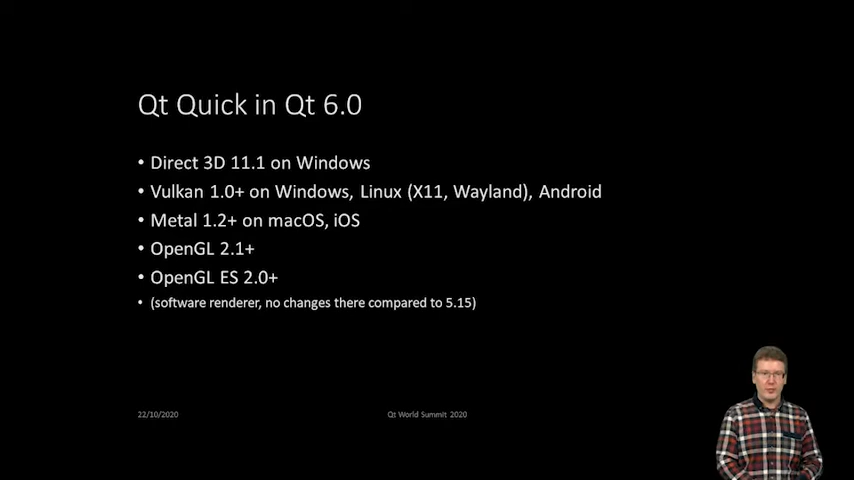 Qt Quick in Qt 6.0
• Direct 3D 11.1 on Windows
• Vulkan 1.0+ on Windows, Linux (X11, Wayland), Android
• Metal 1.2+ on macOS, iOS
• OpenGL 2.1+
• OpenGL ES 2.0+
• (software renderer, no changes there compared to 5.15)
22/10/2020
Qt World Summit 2020